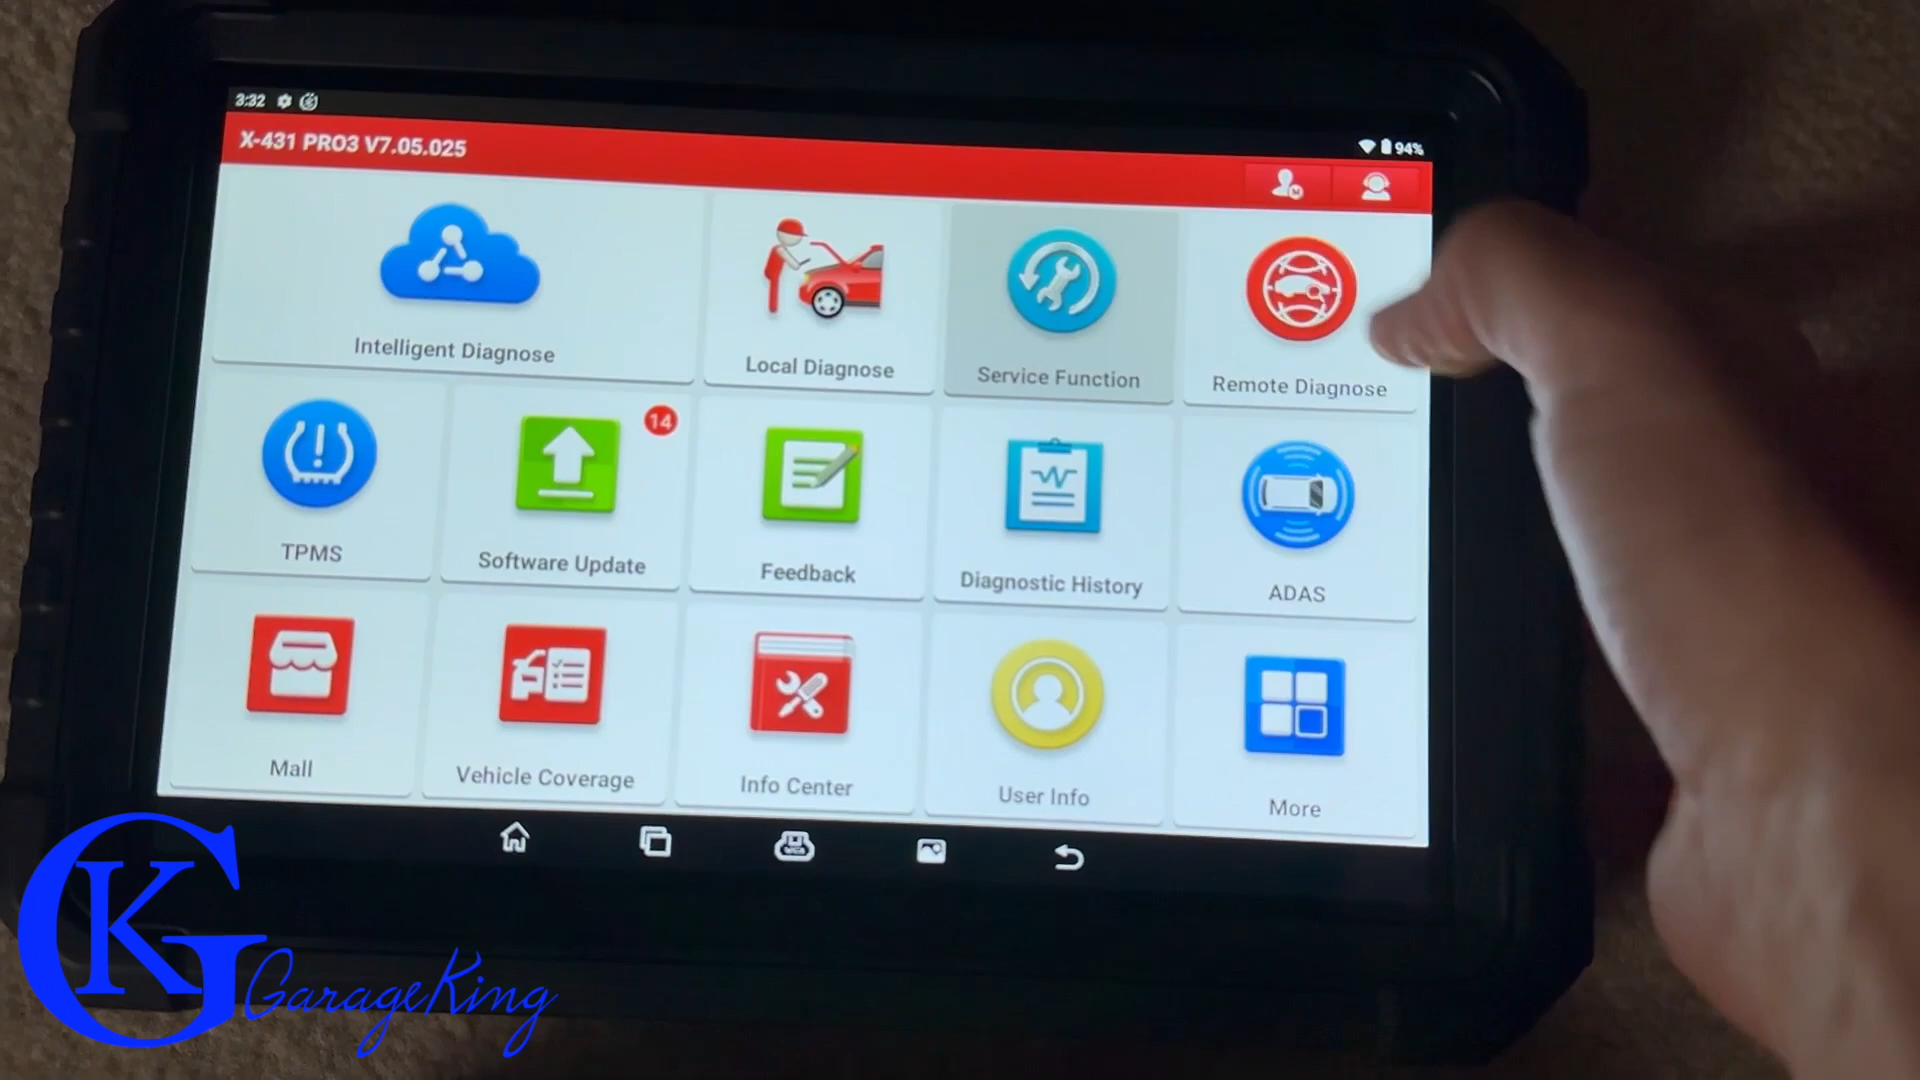 3:32
94%
X-431 PRO3 V7.05.025
M
Intelligent Diagnose
Local Diagnose
Service Function
Remote Diagnose
TPMS
14
Software Update
Feedback
Diagnostic History
ADAS
Mall
Vehicle Coverage
Info Center
User Info
More
GK
GarageKing